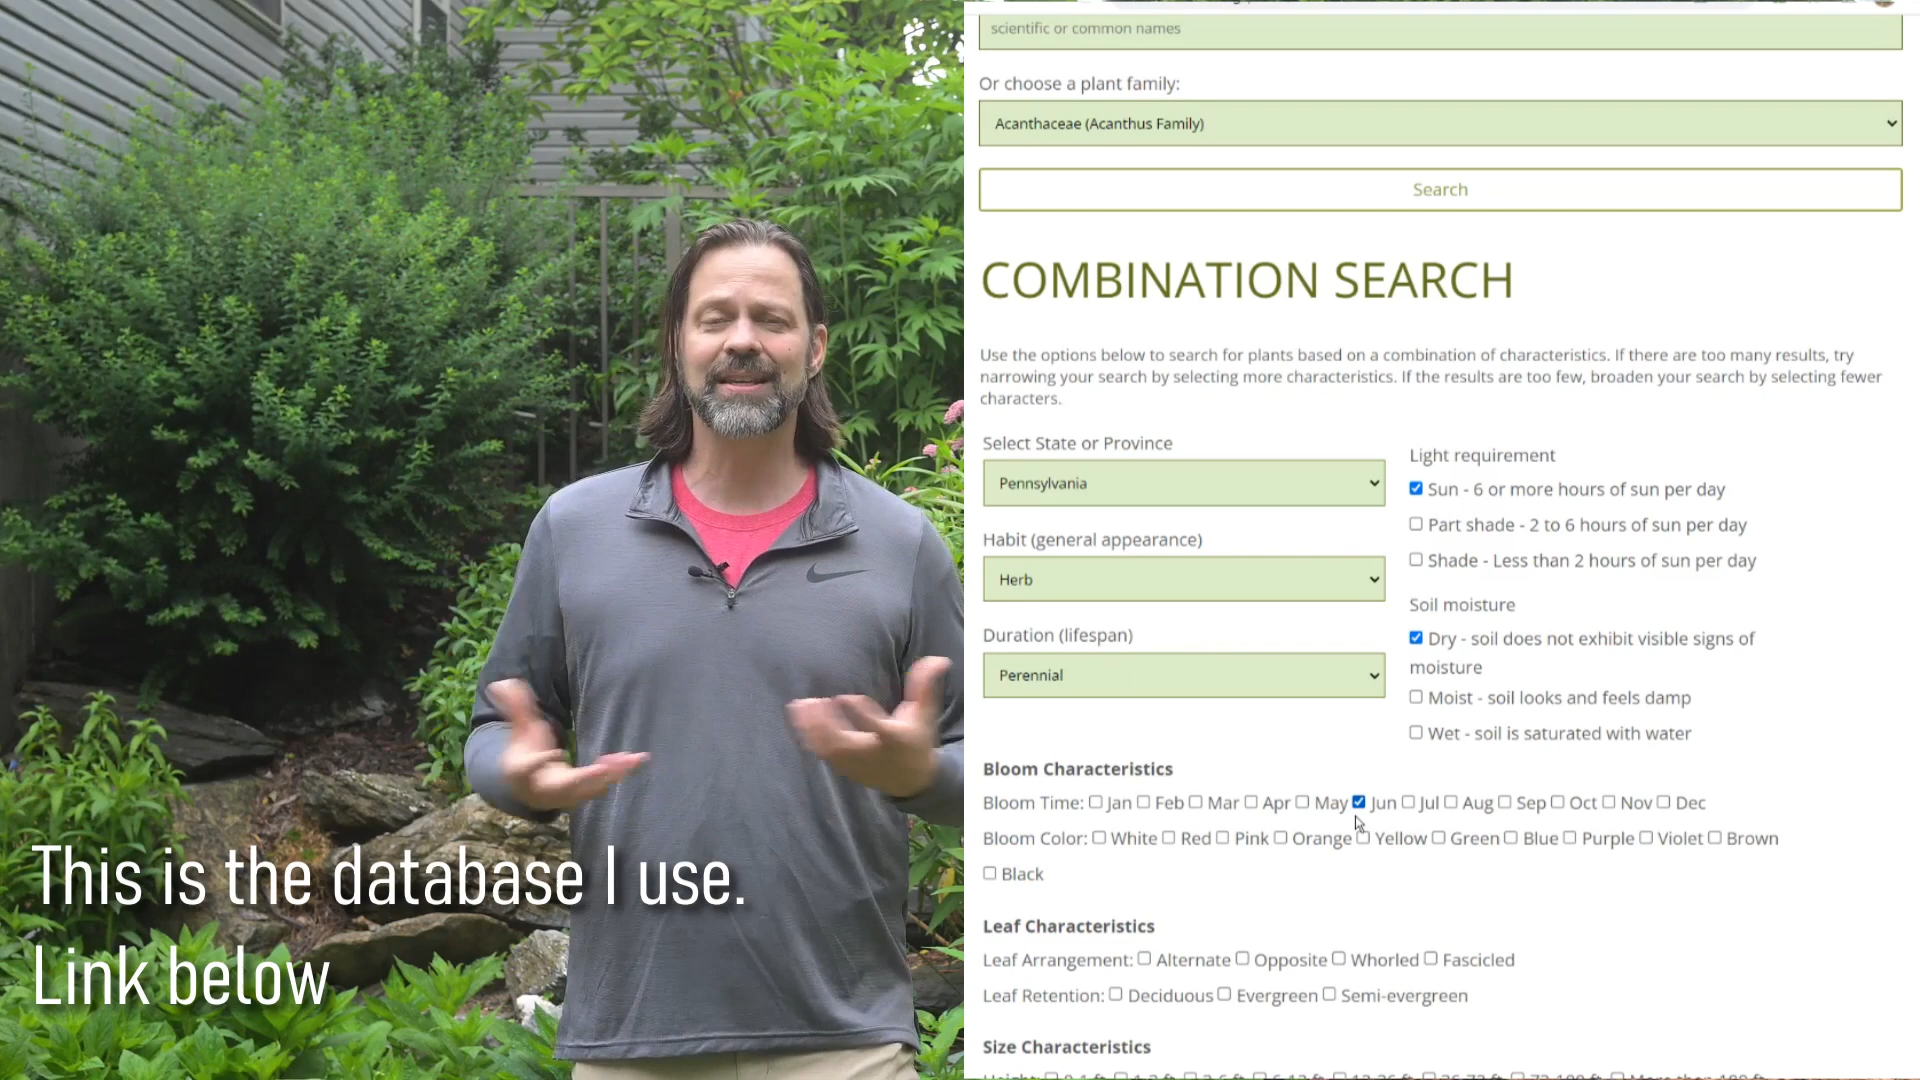 scientific or common names
Or choose a plant family:
Acanthaceae (Acanthus Family)
Search
COMBINATION SEARCH
Use the options below to search for plants based on a combination of characteristics. If there are too many results, try
narrowing your search by selecting more characteristics. If the results are too few, broaden your search by selecting fewer
characters.
Select State or Province
Pennsylvania
Habit (general appearance)
Herb
Duration (lifespan)
Perennial
Light requirement
Sun - 6 or more hours of sun per day
Part shade - 2 to 6 hours of sun per day
Shade - Less than 2 hours of sun per day
Soil moisture
Dry - soil does not exhibit visible signs of
moisture
Moist - soil looks and feels damp
Wet - soil is saturated with water
Bloom Characteristics
Bloom Time: Jan Feb Mar Apr May Jun Jul Aug Sep Oct Nov Dec
Bloom Color: White Red Pink Orange Yellow Green Blue Purple Violet Brown
Black
Leaf Characteristics
Leaf Arrangement: Alternate Opposite Whorled Fascicled
Leaf Retention: Deciduous Evergreen Semi-evergreen
Size Characteristics
This is the database I use.
Link below